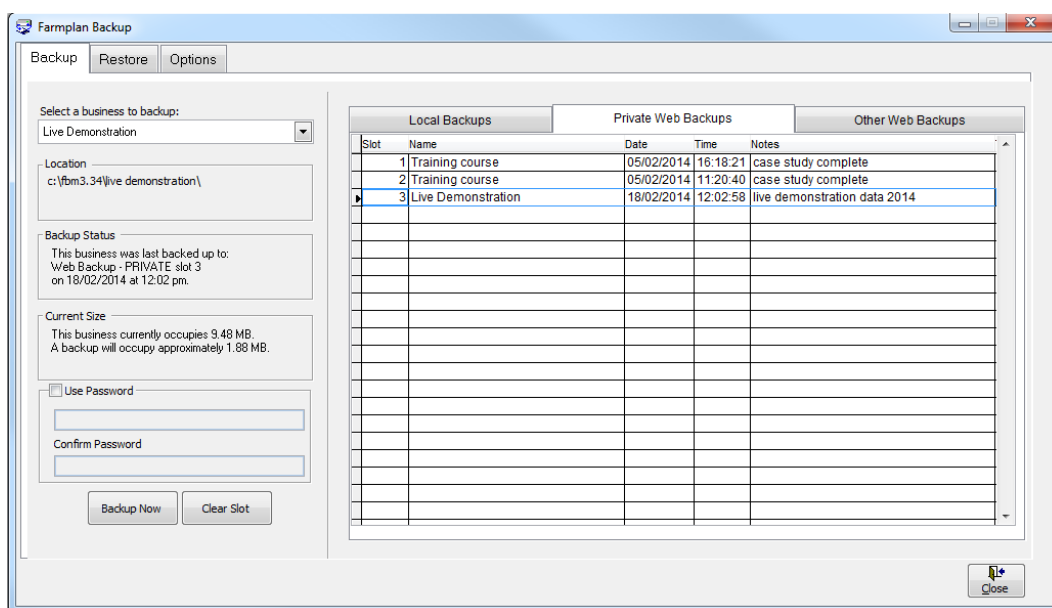 Farmplan Backup
Backup Restore Options
Select a business to backup:
Live Demonstration
Location
c:\fbm3.34\live demonstration\
Backup Status
This business was last backed up to:
Web Backup - PRIVATE slot 3
on 18/02/2014 at 12:02 pm.
Current Size
This business currently occupies 9.48 MB.
A backup will occupy approximately 1.88 MB.
Use Password
Confirm Password
Backup Now Clear Slot
Local Backups Private Web Backups Other Web Backups
Slot Name Date Time Notes
1 Training course 05/02/2014 16:18:21 case study complete
2 Training course 05/02/2014 11:20:40 case study complete
3 Live Demonstration 18/02/2014 12:02:58 live demonstration data 2014
Close